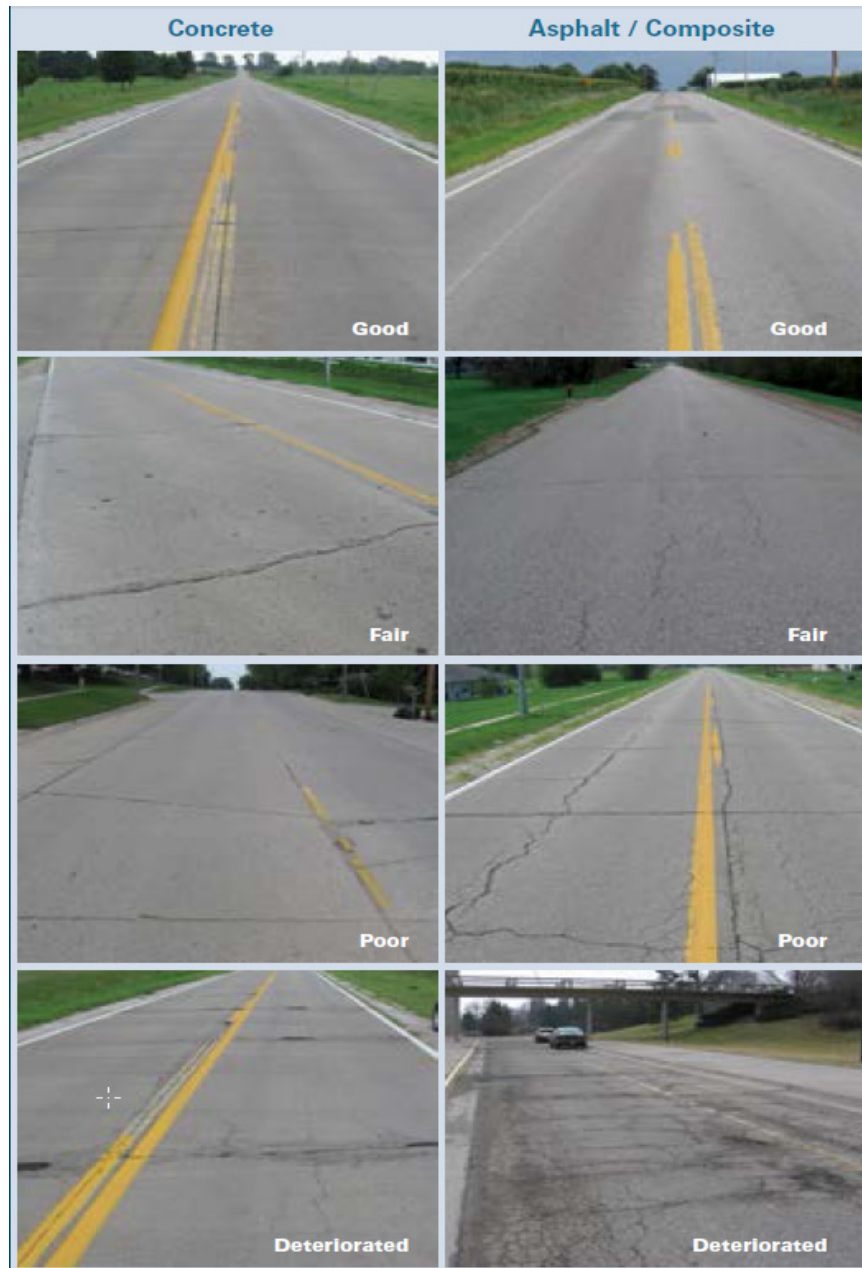 Concrete
Asphalt / Composite
Good
Good
Fair
Fair
Poor
Poor
Deteriorated
Deteriorated